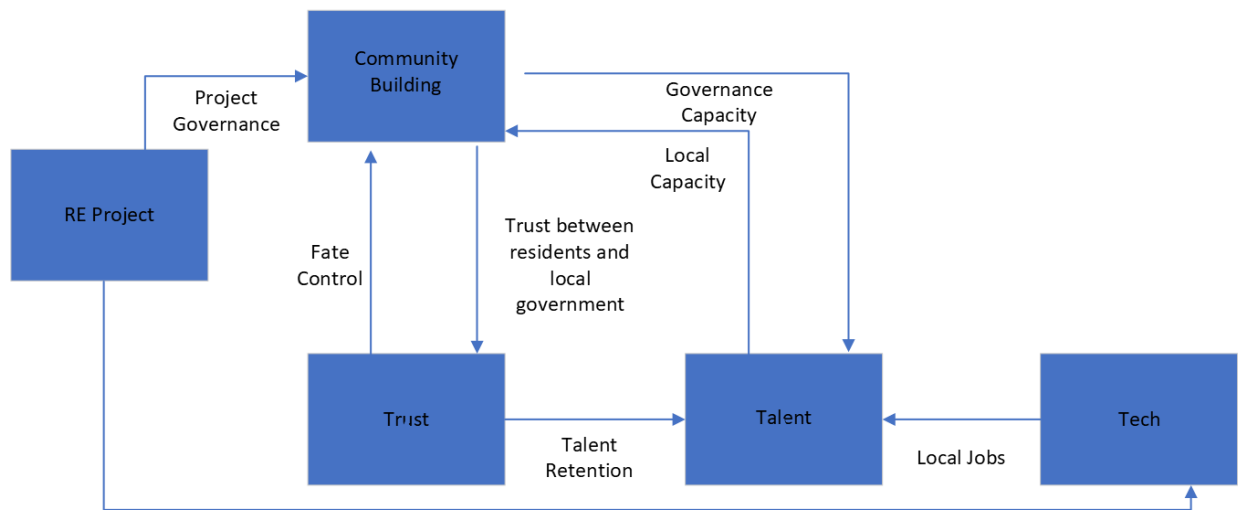 Community
Building
Project
Governance
Governance
Capacity
Local
Capacity
RE Project
Fate
Control
Trust between
residents and
local
government
Trust
Talent
Retention
Talent
Local Jobs
Tech